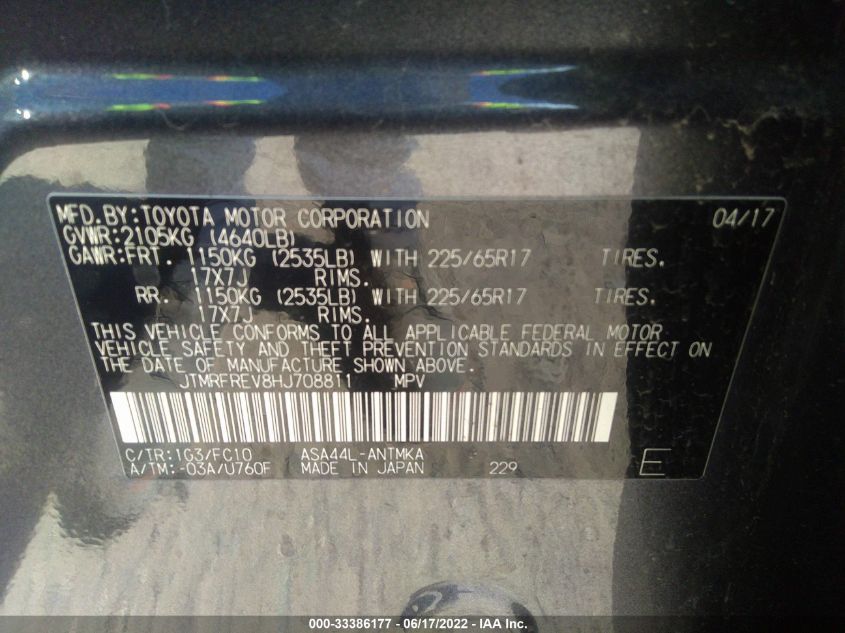 MFD.BY:TOYOTA MOTOR CORPORATION 04/17
GVWR:2105KG (4640LB)
GAWR:FRT. 1150KG (2535LB) WITH 225/65R17 TIRES.
17X7J RIMS.
RR. 1150KG (2535LB) WITH 225/65R17 TIRES.
17X7J RIMS.
THIS VEHICLE CONFORMS TO ALL APPLICABLE FEDERAL MOTOR
VEHICLE SAFETY AND THEFT PREVENTION STANDARDS IN EFFECT ON
THE DATE OF MANUFACTURE SHOWN ABOVE.
JTMRFREV8HJ708811 MPV
C/TR:1G3/FC10 ASA44L-ANTMKA
A/TM:-03A/U760F MADE IN JAPAN 229 E
000-33386177 - 06/17/2022 - IAA Inc.